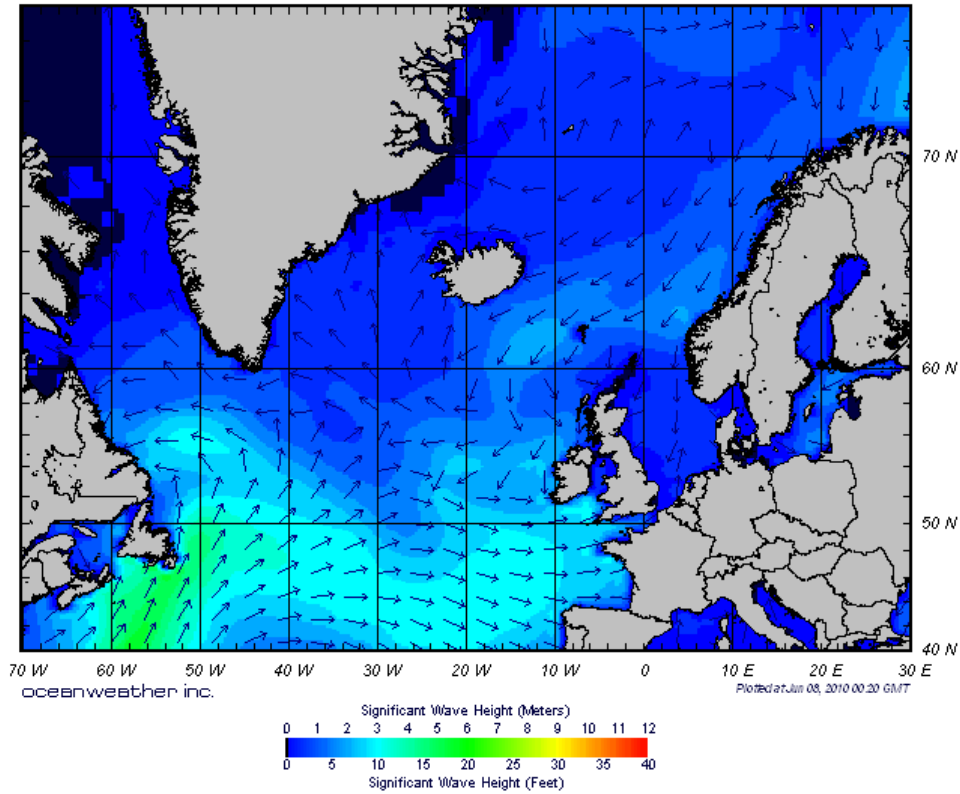 70 N
60 N
50 N
40 N
70 W 60 W 50 W 40 W 30 W 20 W 10 W 0 10 E 20 E 30 E
oceanweather inc.
Plotted at Jun 08, 2010 00:20 GMT
Significant Wave Height (Meters)
0 1 2 3 4 5 6 7 8 9 10 11 12
0 5 10 15 20 25 30 35 40
Significant Wave Height (Feet)